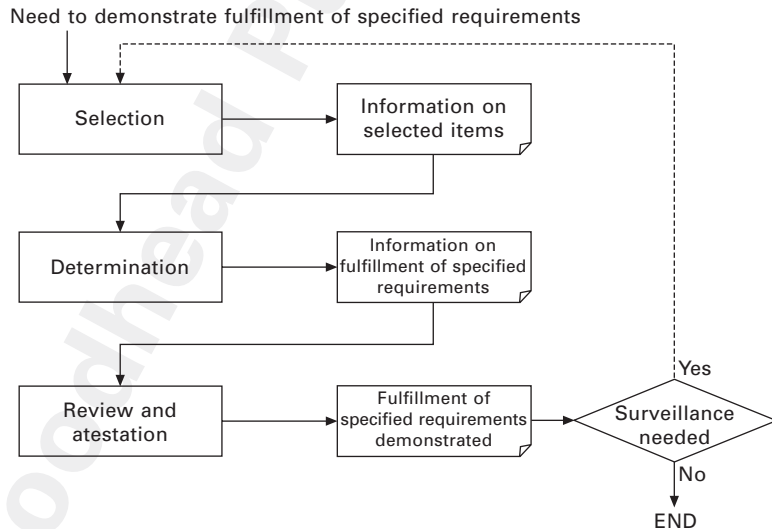 Need to demonstrate fulfillment of specified requirements
Selection
Information on
selected items
Determination
Information on
fulfillment of specified
requirements
Review and
atestation
Fulfillment of
specified requirements
demonstrated
Surveillance
needed
Yes
No
END
oodhead P